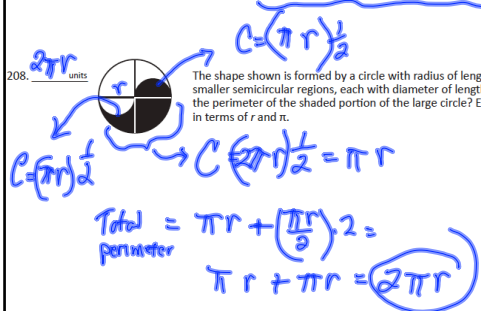 C=(πr)1/2
2πr
208. ______ units
r
The shape shown is formed by a circle with radius of leng
smaller semicircular regions, each with diameter of lengt
the perimeter of the shaded portion of the large circle? E
in terms of r and π.
C=(πr)1/2
C=(2πr)1/2 = πr
Total perimeter = πr + (πr/2)·2 =
πr + πr = 2πr